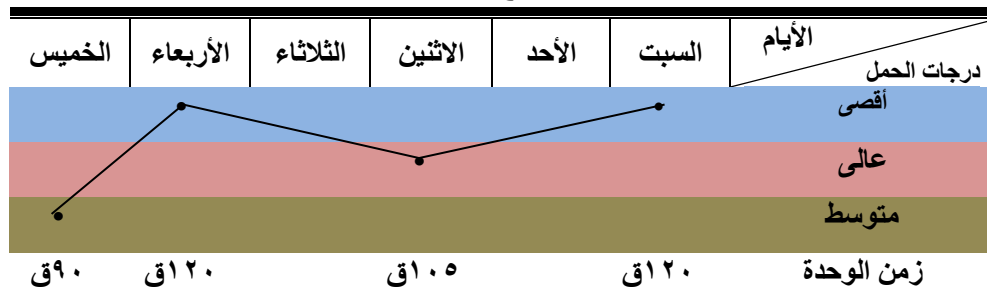 الأيام السبت الأحد الاثنين الثلاثاء الأربعاء الخميس
درجات الحمل
أقصى
عالى
متوسط
زمن الوحدة ١٢٠ق ١٠٥ق ١٢٠ق ٩٠ق